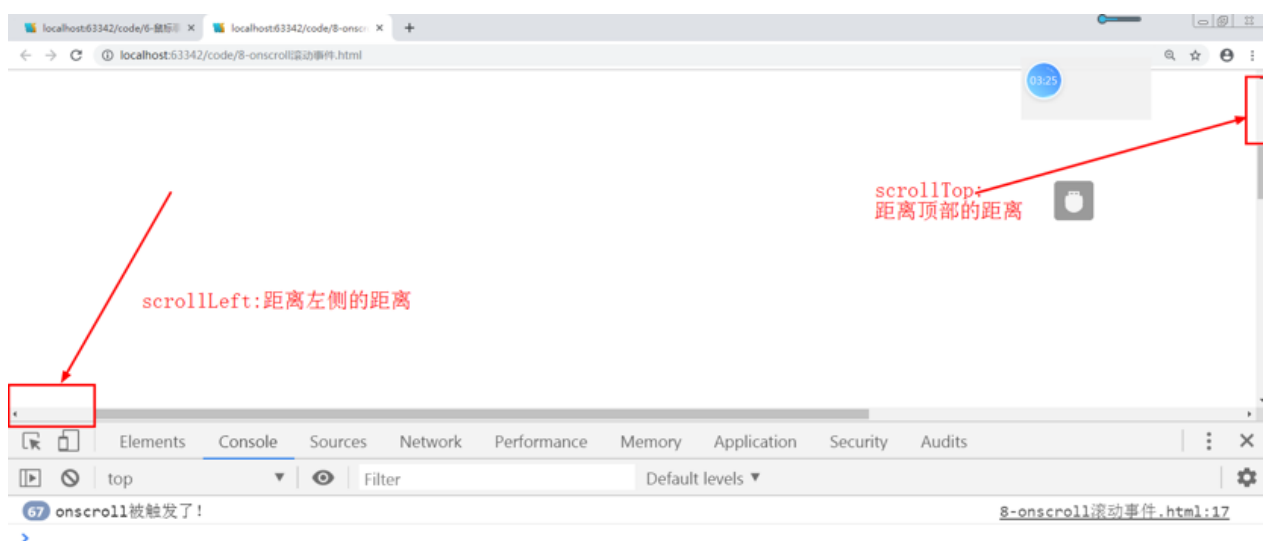 localhost:63342/code/6-鼠标
localhost:63342/code/8-onscr
localhost:63342/code/8-onscroll滚动事件.html
03:25
scrollTop:
距离顶部的距离
scrollLeft:距离左侧的距离
Elements Console Sources Network Performance Memory Application Security Audits
top Filter Default levels
67 onscroll被触发了! 8-onscroll滚动事件.html:17